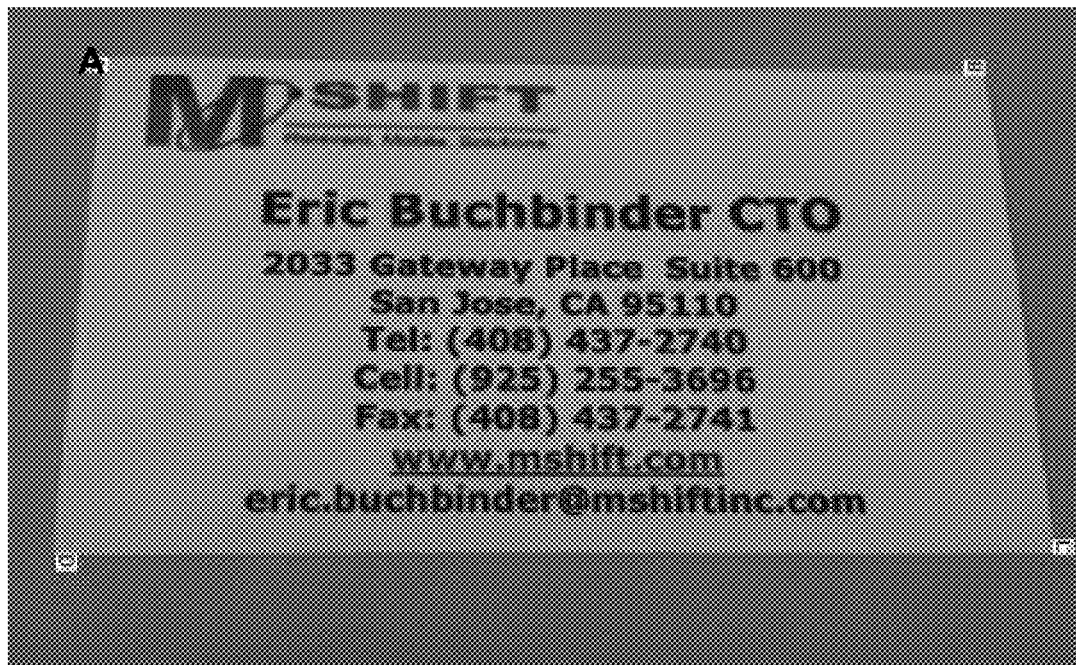 A
M SHIFT
Eric Buchbinder CTO
2033 Gateway Place Suite 600
San Jose, CA 95110
Tel: (408) 437-2740
Cell: (925) 255-3696
Fax: (408) 437-2741
www.mshift.com
eric.buchbinder@mshiftinc.com